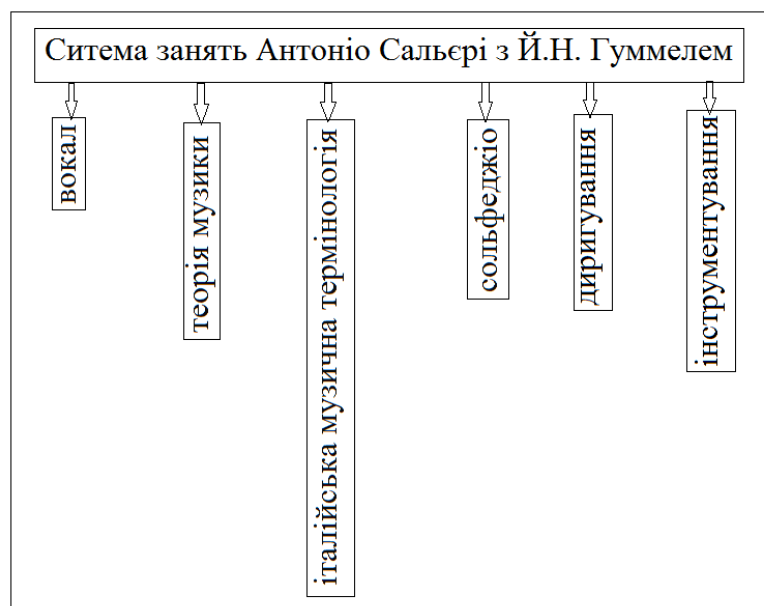 Ситема занять Антоніо Сальєрі з Й.Н. Гуммелем
вокал
теорія музики
італійська музична термінологія
сольфеджіо
диригування
інструментування